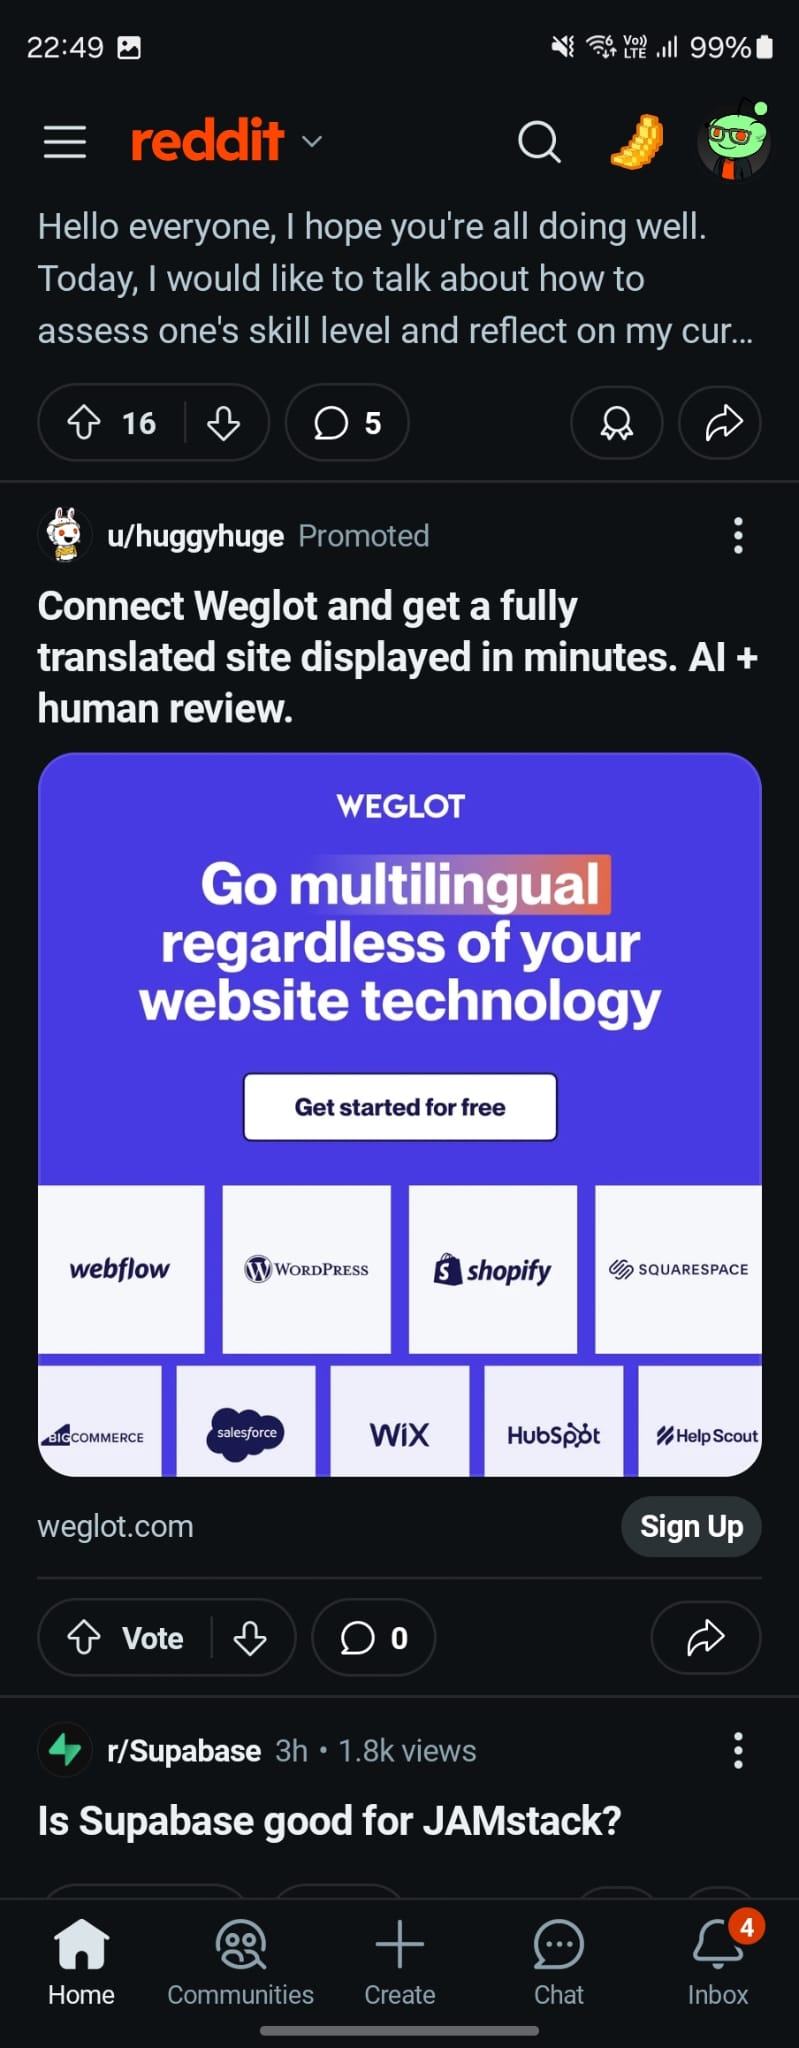 22:49
Vo)) LTE 99%
reddit
Hello everyone, I hope you're all doing well.
Today, I would like to talk about how to
assess one's skill level and reflect on my cur...
16 5
u/huggyhuge Promoted
Connect Weglot and get a fully
translated site displayed in minutes. AI +
human review.
WEGLOT
Go multilingual
regardless of your
website technology
Get started for free
webflow WORDPRESS shopify SQUARESPACE
BIGCOMMERCE salesforce WiX HubSpot Help Scout
weglot.com Sign Up
Vote 0
r/Supabase 3h • 1.8k views
Is Supabase good for JAMstack?
4
Home Communities Create Chat Inbox